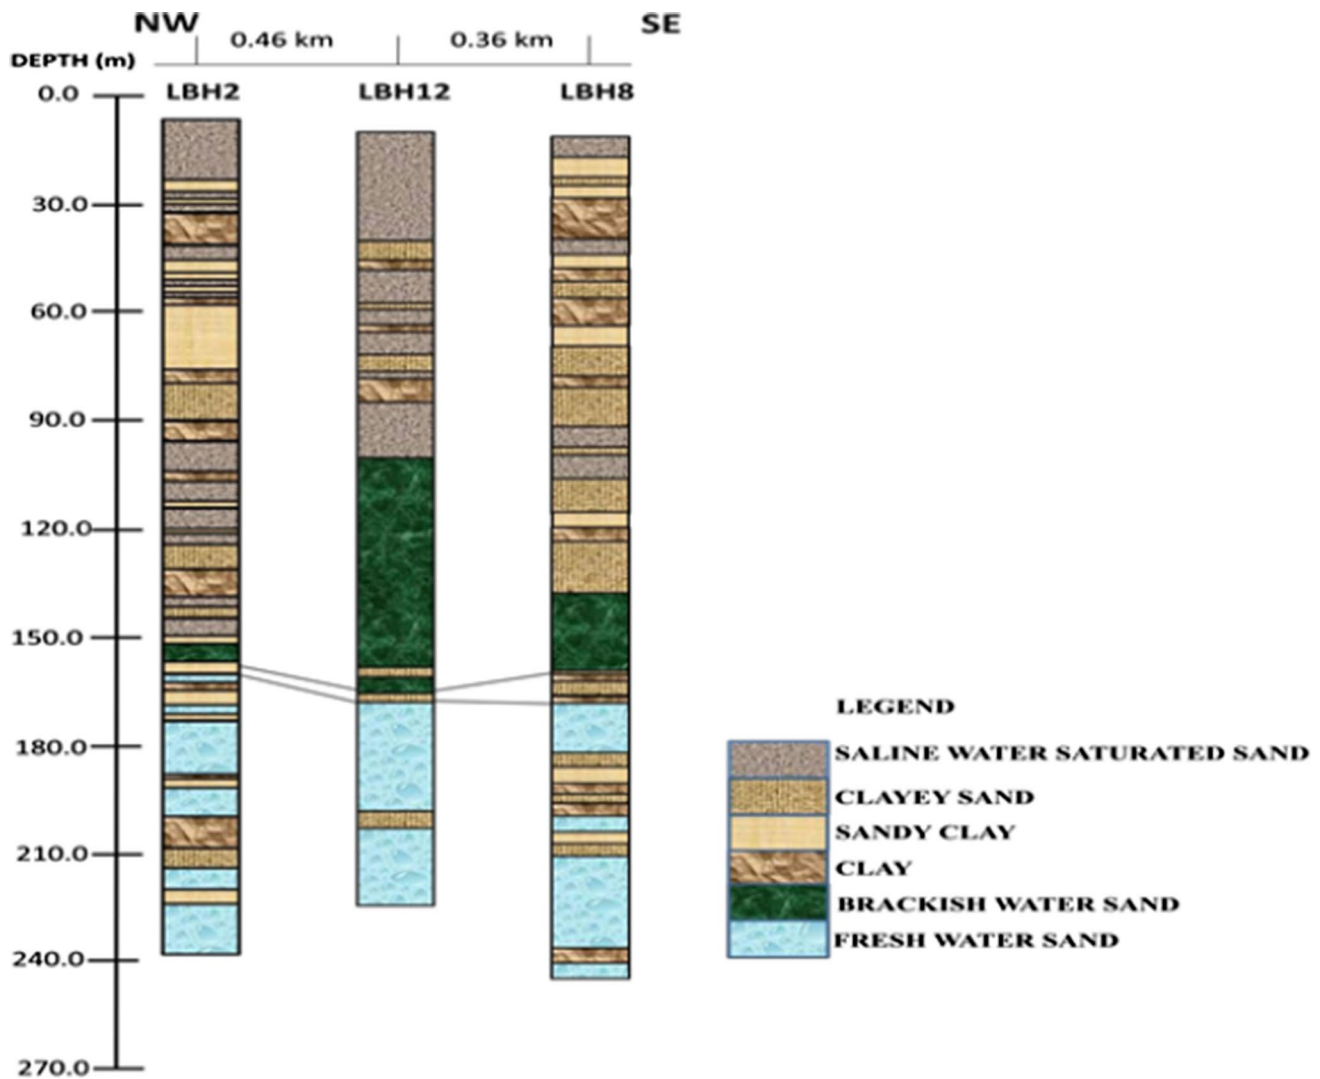 NW
SE
0.46 km
0.36 km
DEPTH (m)
LBH2
LBH12
LBH8
0.0
30.0
60.0
90.0
120.0
150.0
180.0
210.0
240.0
270.0
LEGEND
SALINE WATER SATURATED SAND
CLAYEY SAND
SANDY CLAY
CLAY
BRACKISH WATER SAND
FRESH WATER SAND